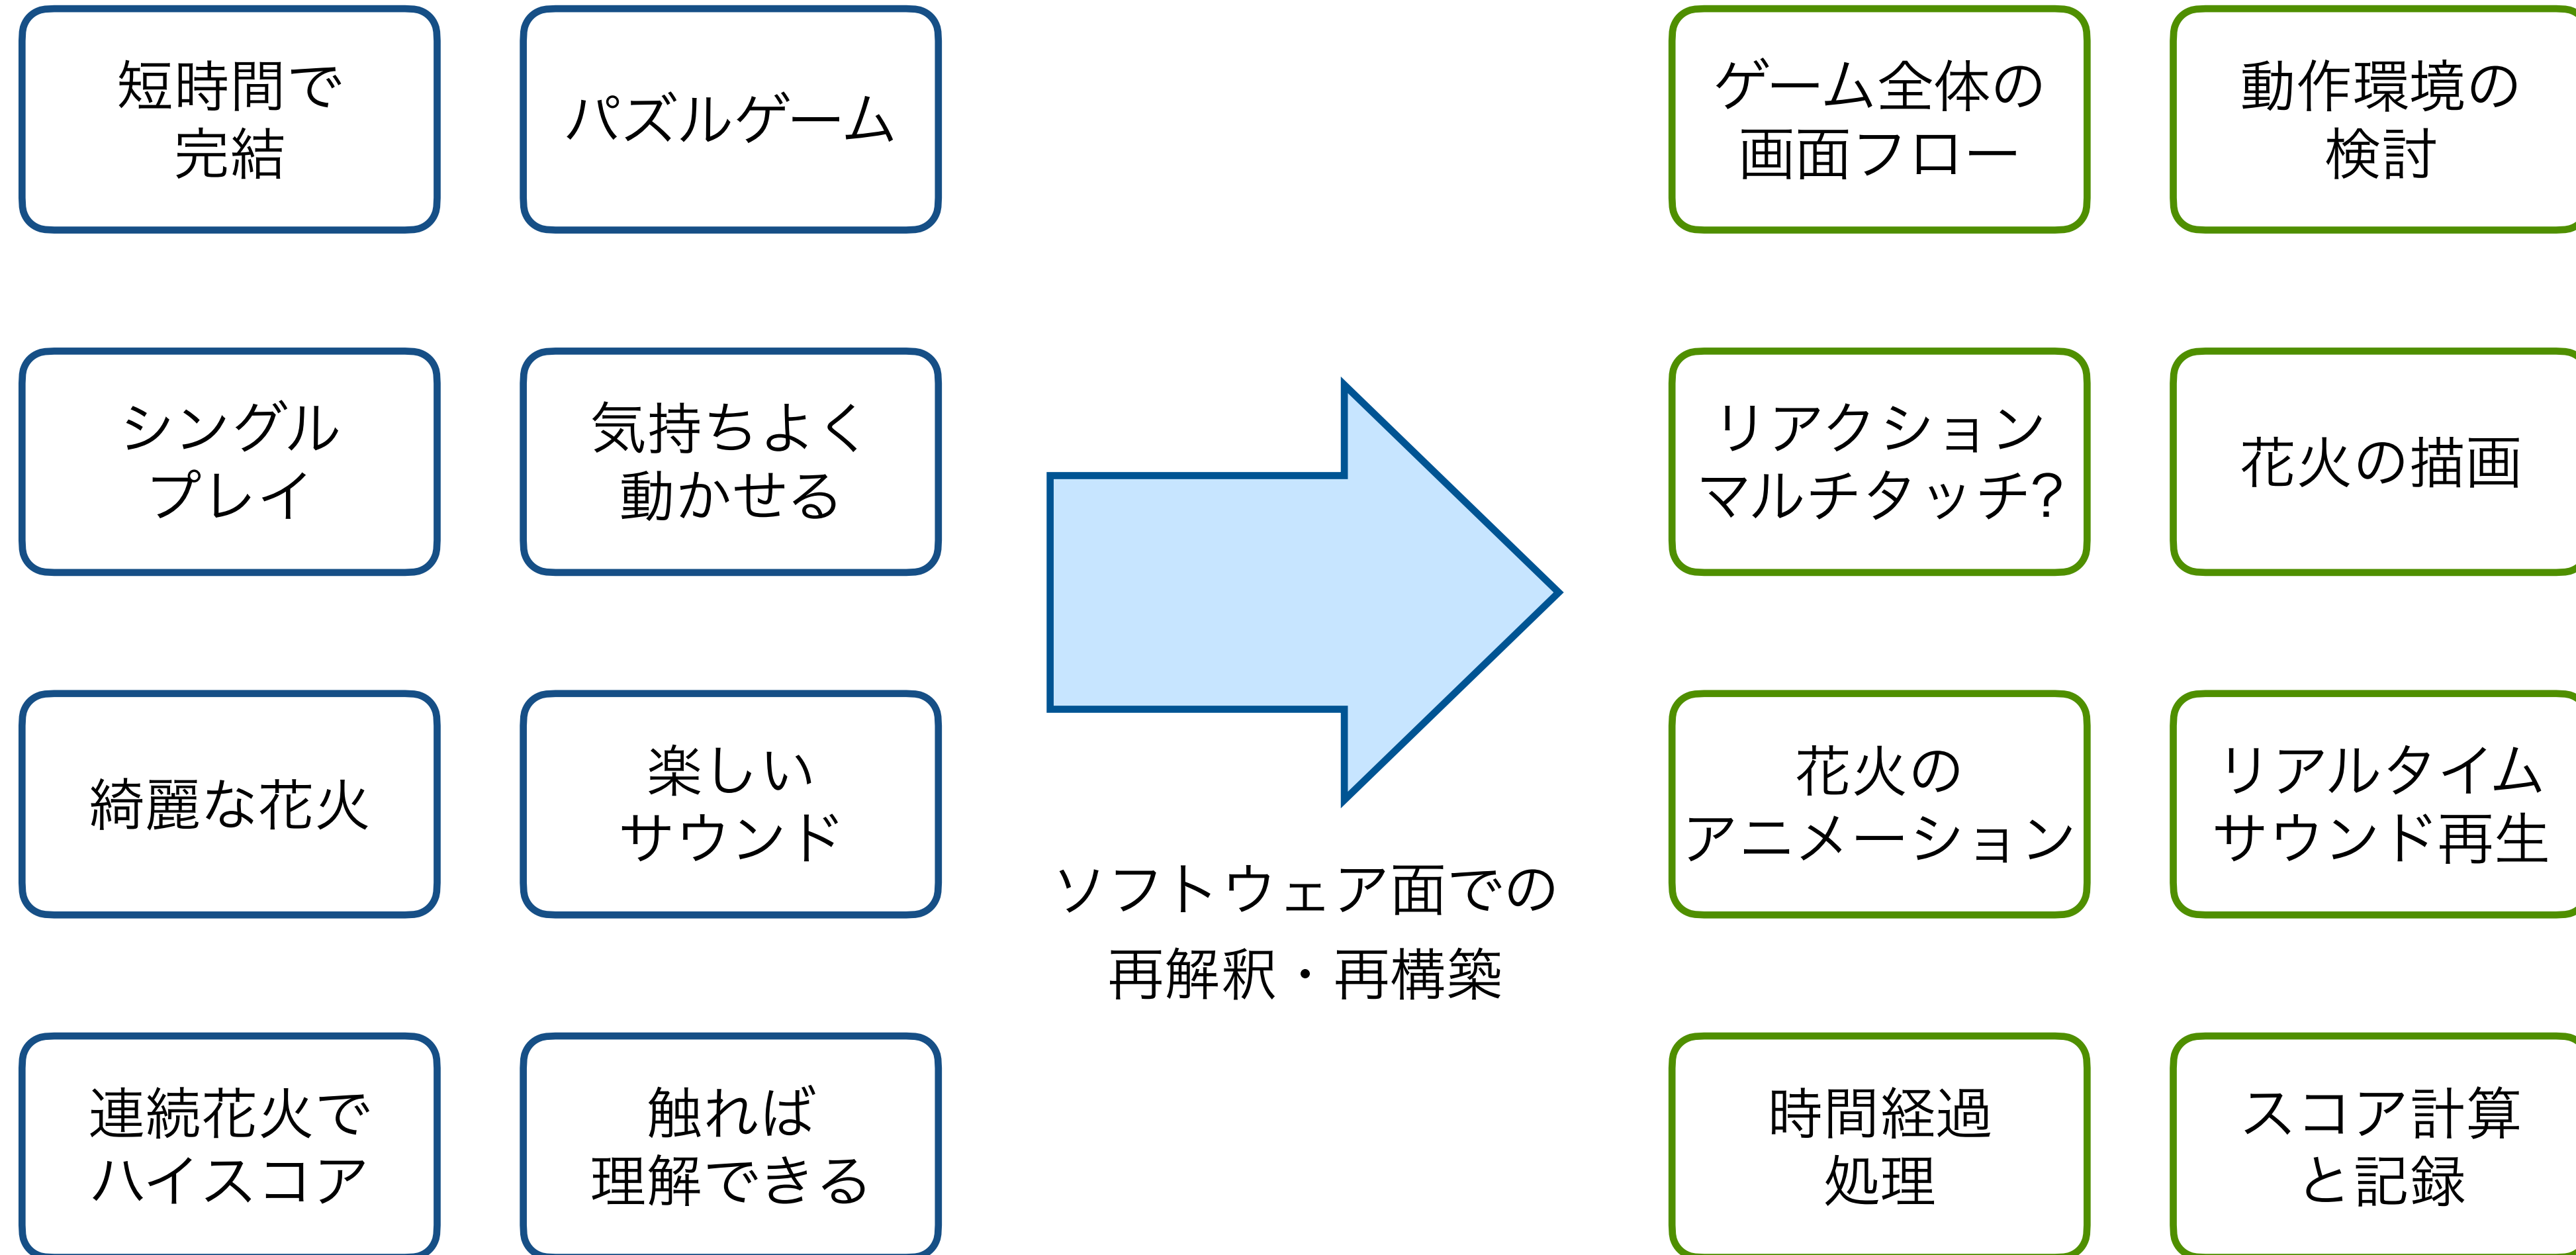 短時間で
完結
パズルゲーム
シングル
プレイ
気持ちよく
動かせる
綺麗な花火
楽しい
サウンド
連続花火で
ハイスコア
触れば
理解できる
ソフトウェア面での
再解釈・再構築
ゲーム全体の
画面フロー
動作環境の
検討
リアクション
マルチタッチ?
花火の描画
花火の
アニメーション
リアルタイム
サウンド再生
時間経過
処理
スコア計算
と記録